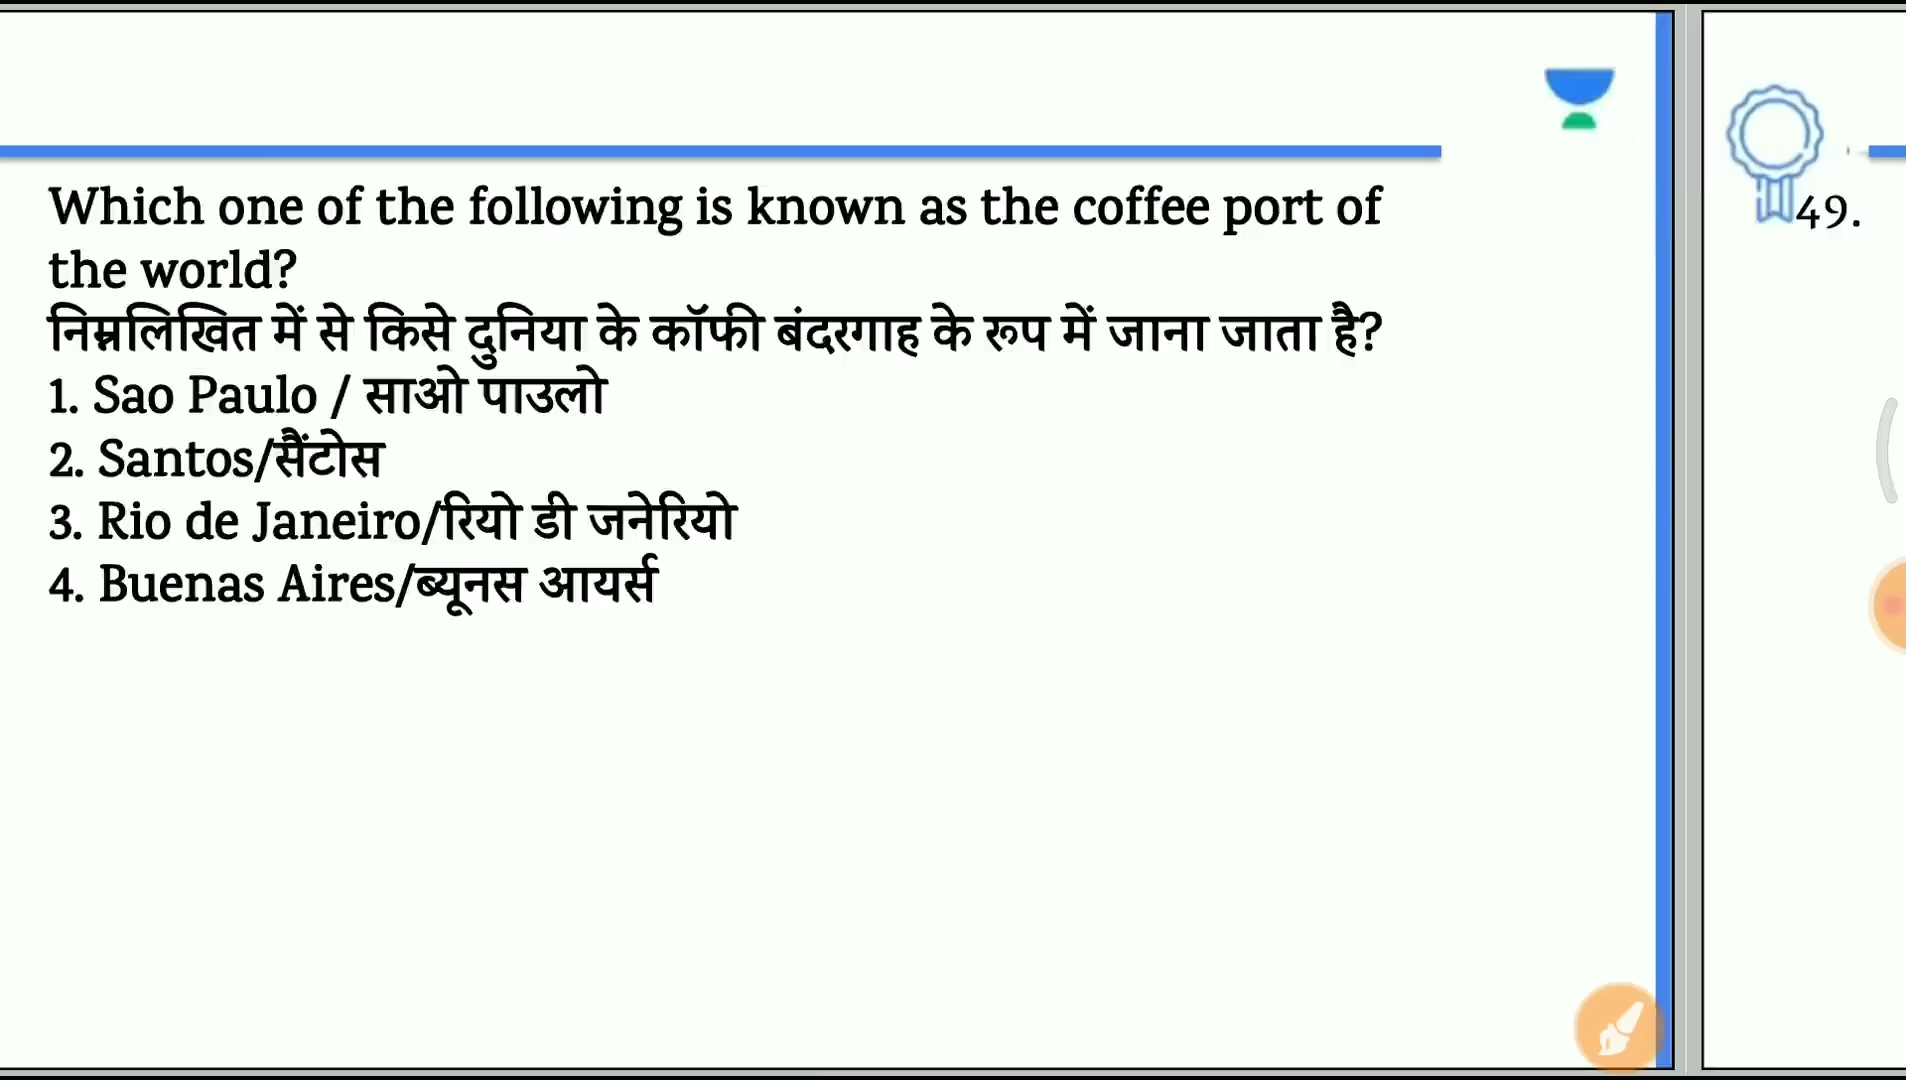 Which one of the following is known as the coffee port of
the world?
निम्नलिखित में से किसे दुनिया के कॉफी बंदरगाह के रूप में जाना जाता है?
1. Sao Paulo / साओ पाउलो
2. Santos/सैंटोस
3. Rio de Janeiro/रियो डी जनेरियो
4. Buenas Aires/ब्यूनस आयर्स
49.